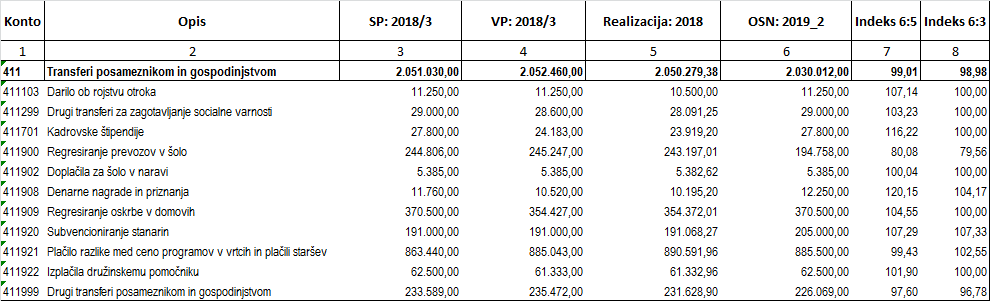 Konto Opis SP: 2018/3 VP: 2018/3 Realizacija: 2018 OSN: 2019_2 Indeks 6:5 Indeks 6:3
1 2 3 4 5 6 7 8
411 Transferi posameznikom in gospodinjstvom 2.051.030,00 2.052.460,00 2.050.279,38 2.030.012,00 99,01 98,98
411103 Darilo ob rojstvu otroka 11.250,00 11.250,00 10.500,00 11.250,00 107,14 100,00
411299 Drugi transferi za zagotavljanje socialne varnosti 29.000,00 28.600,00 28.091,25 29.000,00 103,23 100,00
411701 Kadrovske štipendije 27.800,00 24.183,00 23.919,20 27.800,00 116,22 100,00
411900 Regresiranje prevozov v šolo 244.806,00 245.247,00 243.197,01 194.758,00 80,08 79,56
411902 Doplačila za šolo v naravi 5.385,00 5.385,00 5.382,62 5.385,00 100,04 100,00
411908 Denarne nagrade in priznanja 11.760,00 10.520,00 10.195,20 12.250,00 120,15 104,17
411909 Regresiranje oskrbe v domovih 370.500,00 354.427,00 354.372,01 370.500,00 104,55 100,00
411920 Subvencioniranje stanarin 191.000,00 191.000,00 191.068,27 205.000,00 107,29 107,33
411921 Plačilo razlike med ceno programov v vrtcih in plačili staršev 863.440,00 885.043,00 890.591,96 885.500,00 99,43 102,55
411922 Izplačila družinskemu pomočniku 62.500,00 61.333,00 61.332,96 62.500,00 101,90 100,00
411999 Drugi transferi posameznikom in gospodinjstvom 233.589,00 235.472,00 231.628,90 226.069,00 97,60 96,78